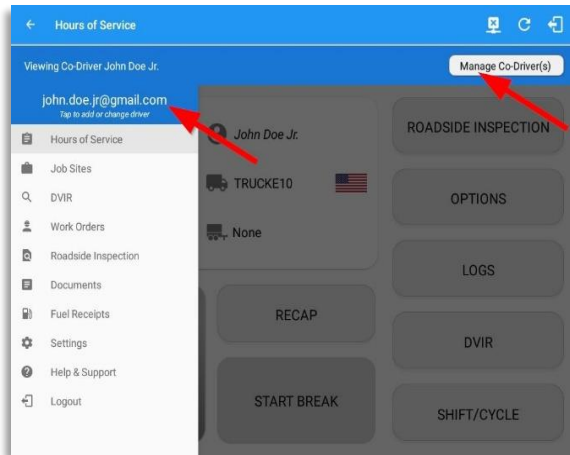 Hours of Service
Viewing Co-Driver John Doe Jr.
Manage Co-Driver(s)
john.doe.jr@gmail.com
Tap to add or change driver
Hours of Service
Job Sites
DVIR
Work Orders
Roadside Inspection
Documents
Fuel Receipts
Settings
Help & Support
Logout
John Doe Jr.
TRUCKE10
None
RECAP
START BREAK
ROADSIDE INSPECTION
OPTIONS
LOGS
DVIR
SHIFT/CYCLE